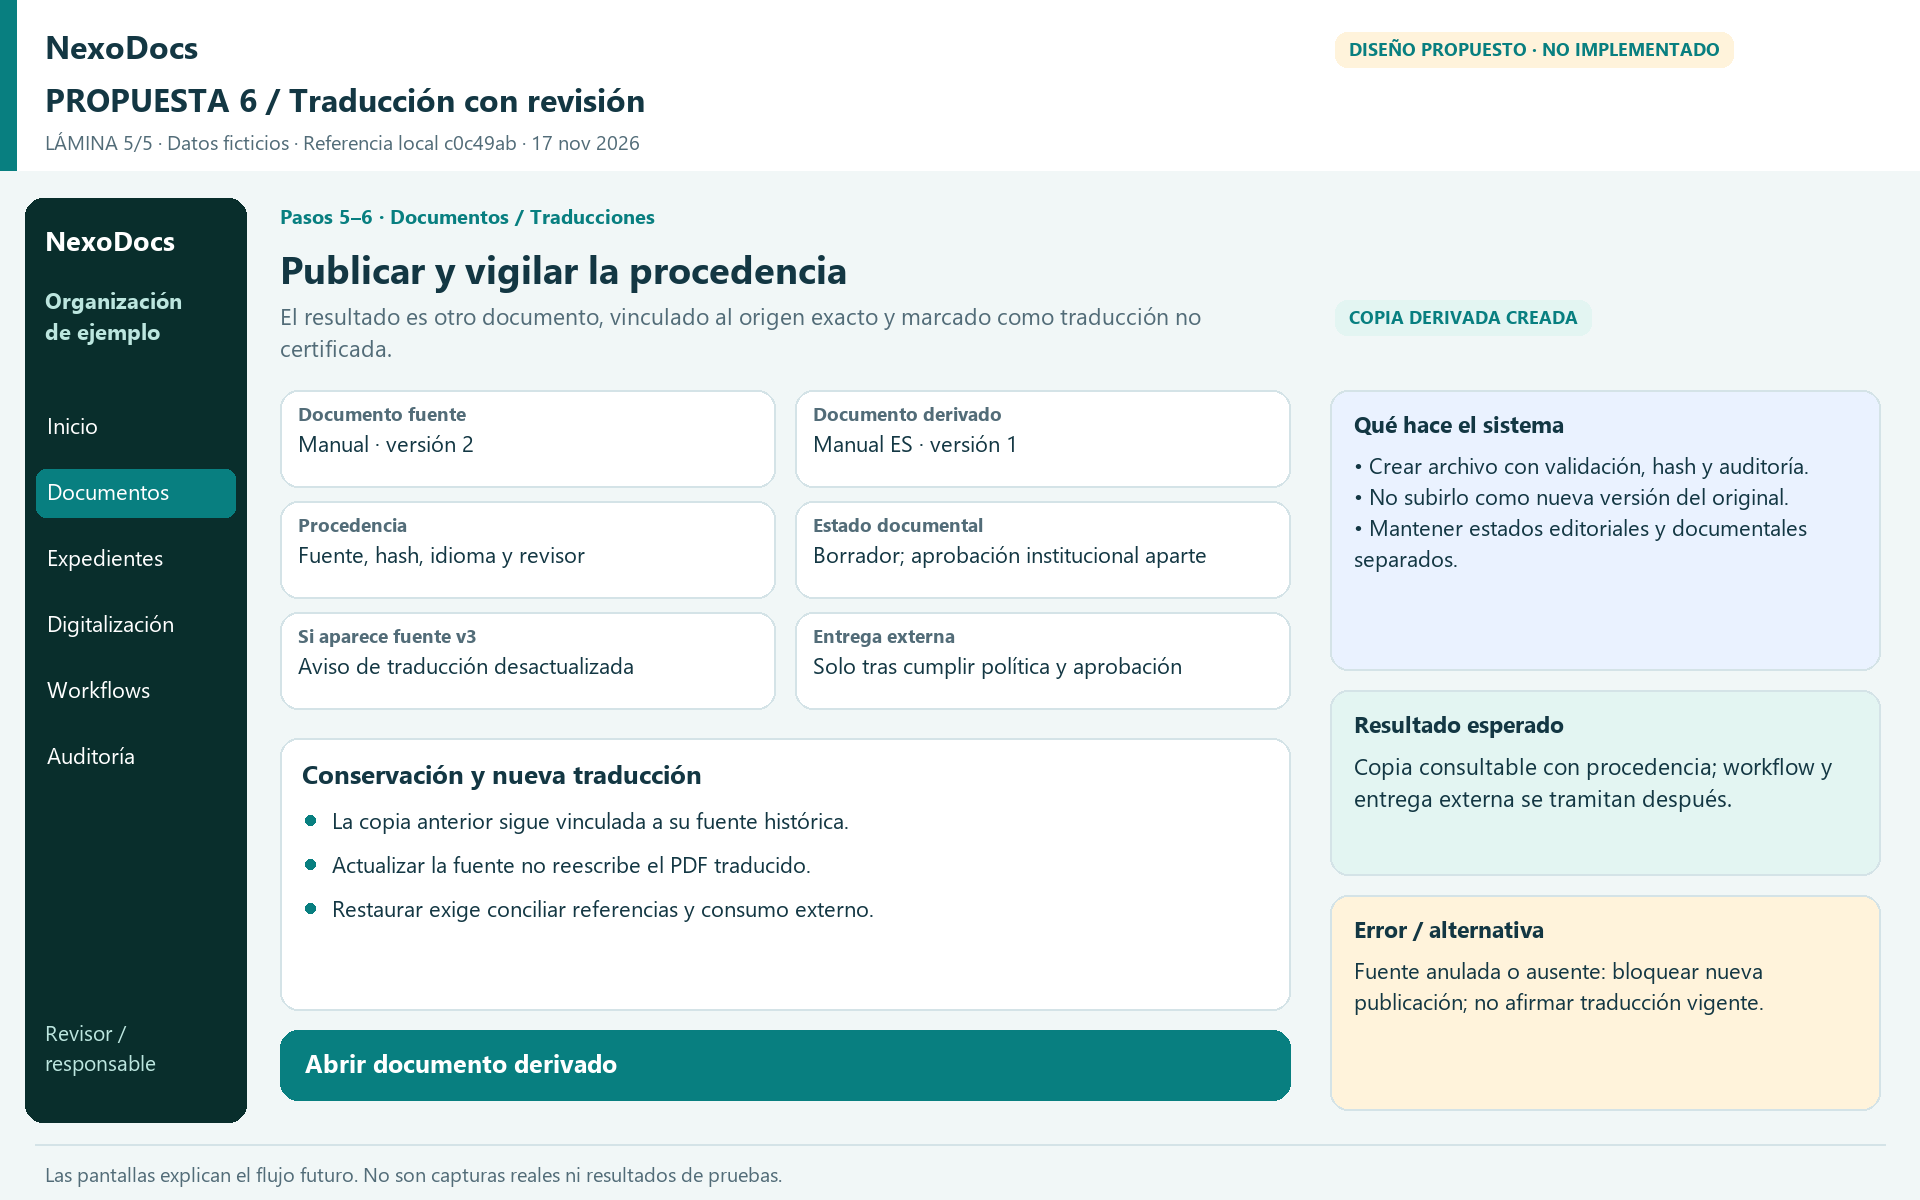 NexoDocs
DISEÑO PROPUESTO · NO IMPLEMENTADO
PROPUESTA 6 / Traducción con revisión
LÁMINA 5/5 · Datos ficticios · Referencia local c0c49ab · 17 nov 2026
NexoDocs
Organización
de ejemplo
Inicio
Documentos
Expedientes
Digitalización
Workflows
Auditoría
Revisor /
responsable
Pasos 5–6 · Documentos / Traducciones
Publicar y vigilar la procedencia
El resultado es otro documento, vinculado al origen exacto y marcado como traducción no
certificada.
COPIA DERIVADA CREADA
Documento fuente
Manual · versión 2
Documento derivado
Manual ES · versión 1
Procedencia
Fuente, hash, idioma y revisor
Estado documental
Borrador; aprobación institucional aparte
Si aparece fuente v3
Aviso de traducción desactualizada
Entrega externa
Solo tras cumplir política y aprobación
Conservación y nueva traducción
La copia anterior sigue vinculada a su fuente histórica.
Actualizar la fuente no reescribe el PDF traducido.
Restaurar exige conciliar referencias y consumo externo.
Abrir documento derivado
Qué hace el sistema
• Crear archivo con validación, hash y auditoría.
• No subirlo como nueva versión del original.
• Mantener estados editoriales y documentales
separados.
Resultado esperado
Copia consultable con procedencia; workflow y
entrega externa se tramitan después.
Error / alternativa
Fuente anulada o ausente: bloquear nueva
publicación; no afirmar traducción vigente.
Las pantallas explican el flujo futuro. No son capturas reales ni resultados de pruebas.